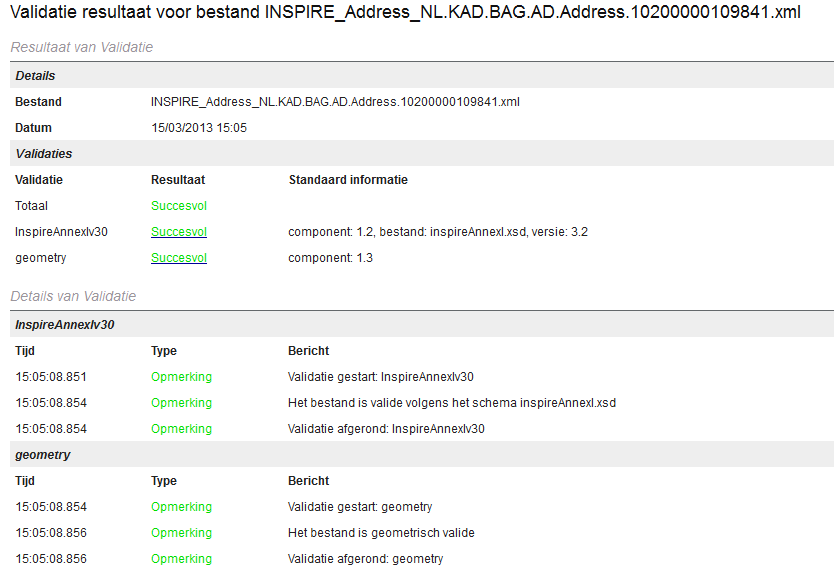 Validatie resultaat voor bestand INSPIRE_Address_NL.KAD.BAG.AD.Address.10200000109841.xml
Resultaat van Validatie
Details
Bestand INSPIRE_Address_NL.KAD.BAG.AD.Address.10200000109841.xml
Datum 15/03/2013 15:05
Validaties
Validatie Resultaat Standaard informatie
Totaal Succesvol
InspireAnnexIv30 Succesvol component: 1.2, bestand: inspireAnnexI.xsd, versie: 3.2
geometry Succesvol component: 1.3
Details van Validatie
InspireAnnexIv30
Tijd Type Bericht
15:05:08.851 Opmerking Validatie gestart: InspireAnnexIv30
15:05:08.854 Opmerking Het bestand is valide volgens het schema inspireAnnexI.xsd
15:05:08.854 Opmerking Validatie afgerond: InspireAnnexIv30
geometry
Tijd Type Bericht
15:05:08.854 Opmerking Validatie gestart: geometry
15:05:08.856 Opmerking Het bestand is geometrisch valide
15:05:08.856 Opmerking Validatie afgerond: geometry